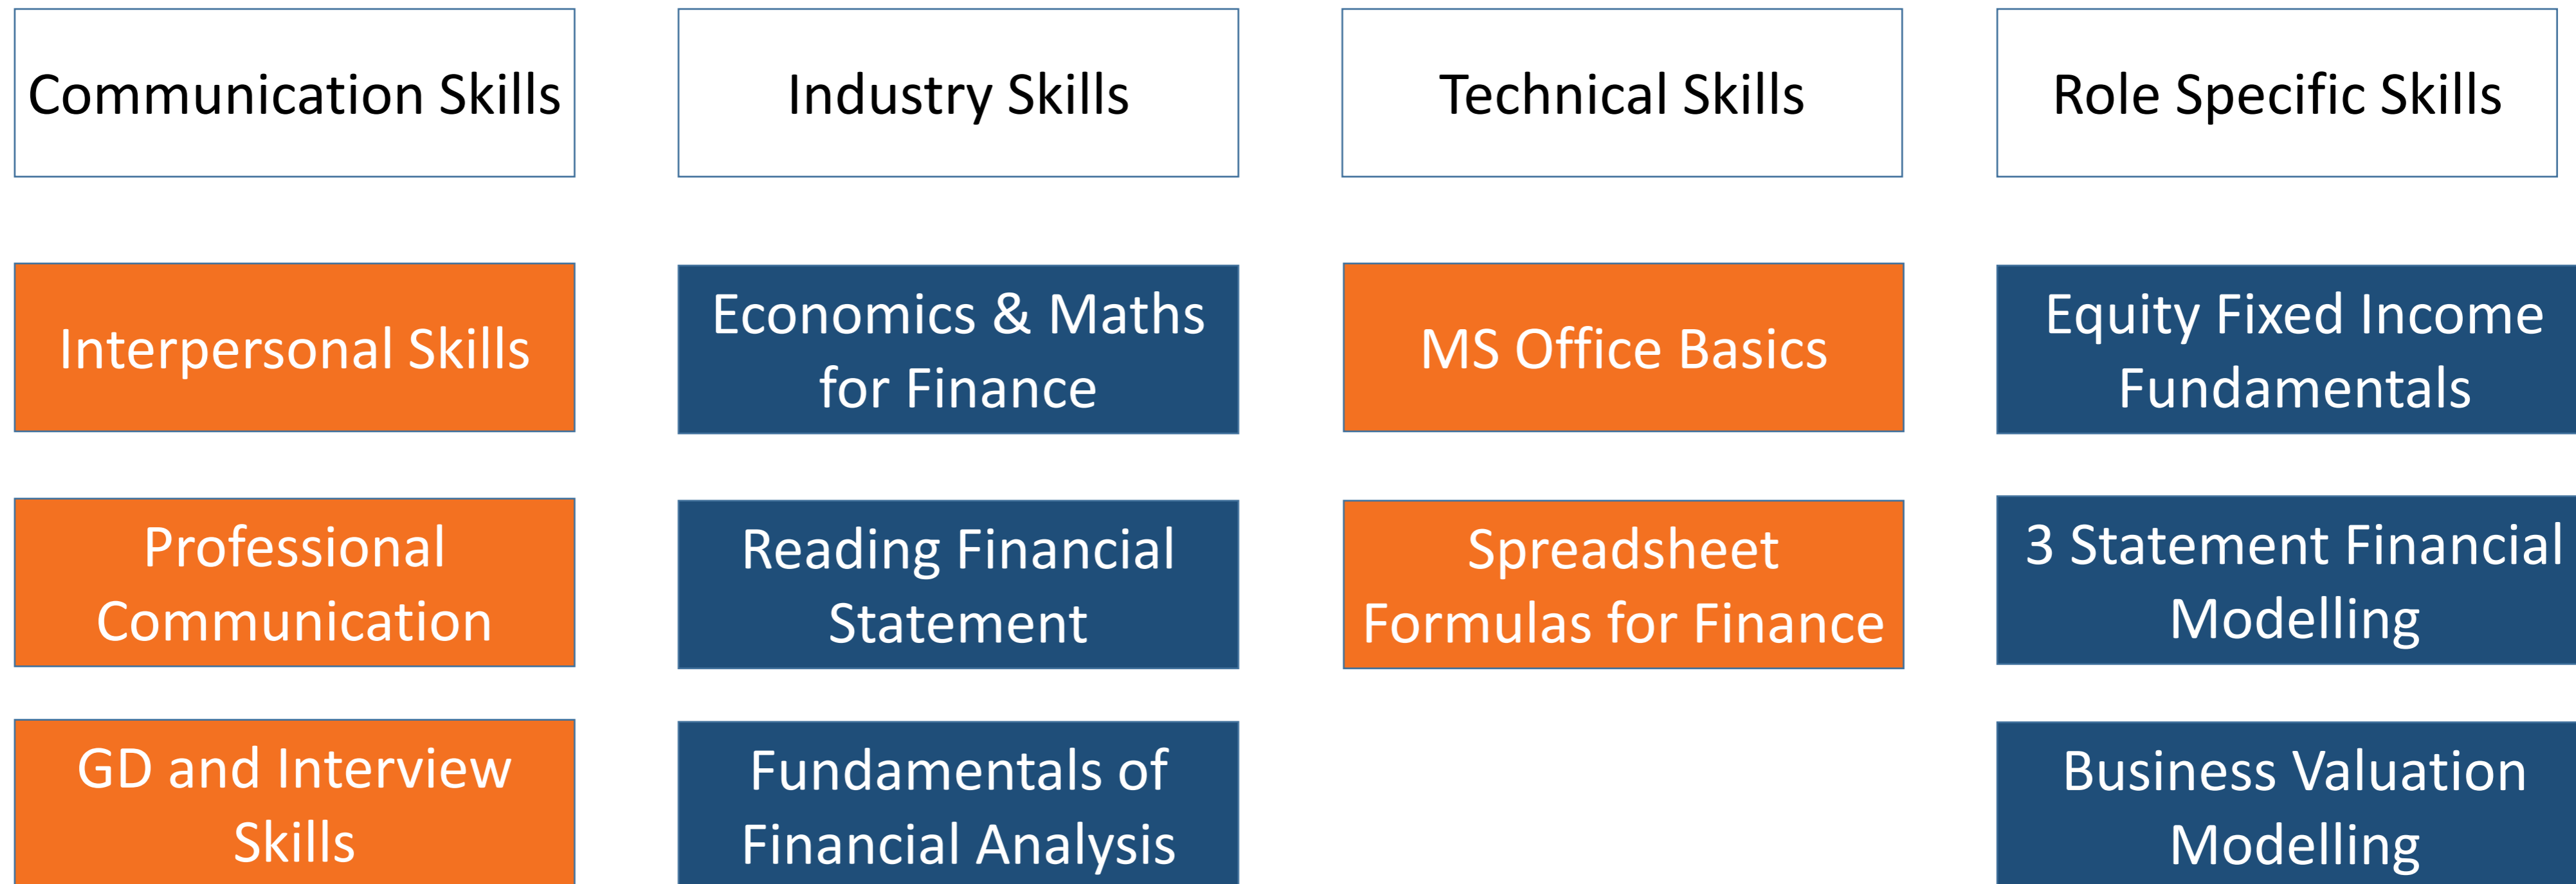 Communication Skills
Industry Skills
Technical Skills
Role Specific Skills
Interpersonal Skills
Economics & Maths
for Finance
MS Office Basics
Equity Fixed Income
Fundamentals
Professional
Communication
Reading Financial
Statement
Spreadsheet
Formulas for Finance
3 Statement Financial
Modelling
GD and Interview
Skills
Fundamentals of
Financial Analysis
Business Valuation
Modelling